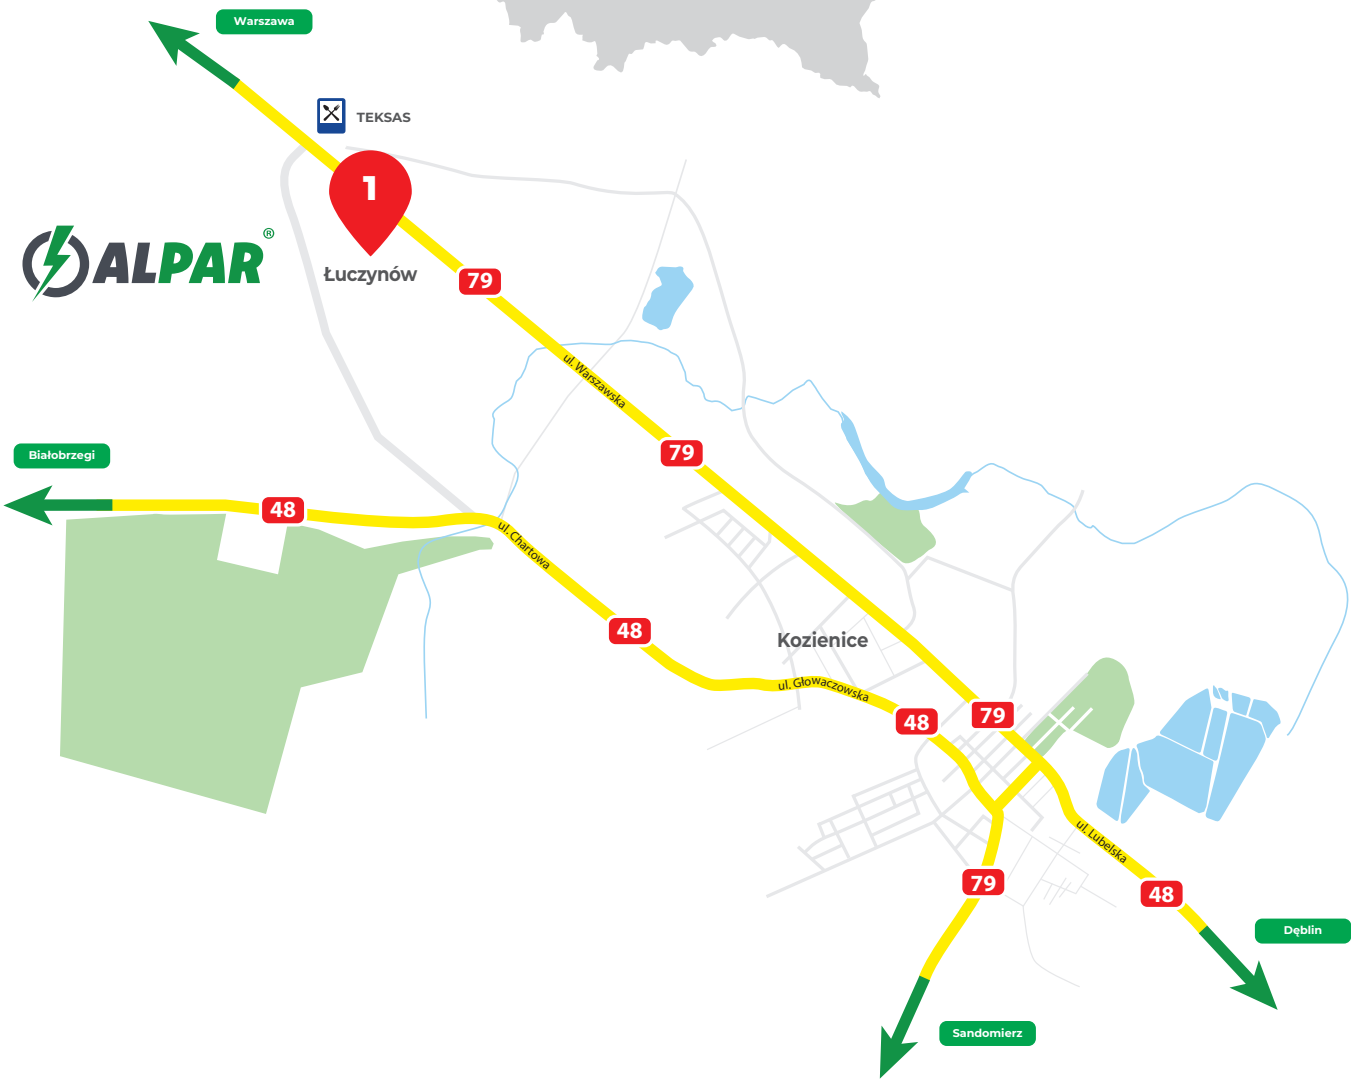 Warszawa
TEKSAS
1
ALPAR®
Łuczynów
79
ul. Warszawska
Białobrzegi
79
48
ul. Chartowa
48
Kozienice
ul. Głowaczowska
79
48
ul. Lubelska
79
48
Dęblin
Sandomierz